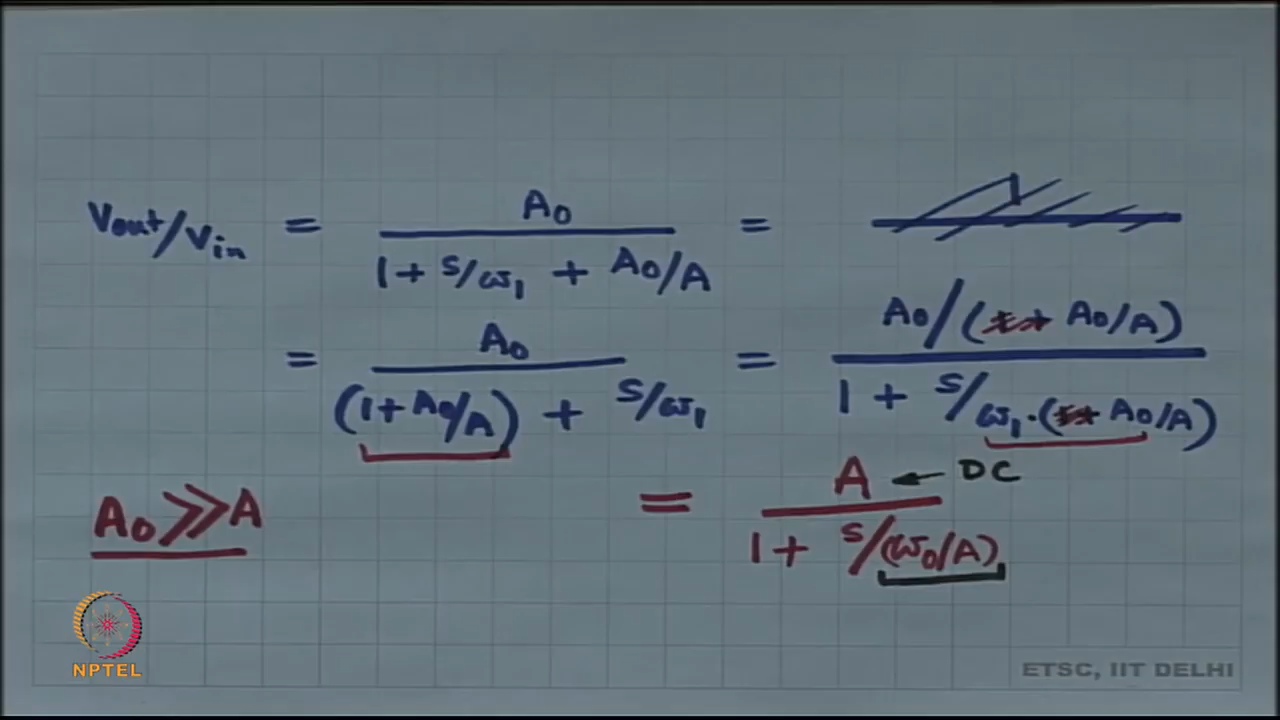 Vout/Vin = A0 / (1 + s/ω1 + A0/A) =
= A0 / ((1 + A0/A) + s/ω1) = A0/(A0/A) / (1 + s/ω1·(A0/A))
A0 ≫ A = A / (1 + s/(ω0/A)) ← DC
NPTEL
ETSC, IIT DELHI